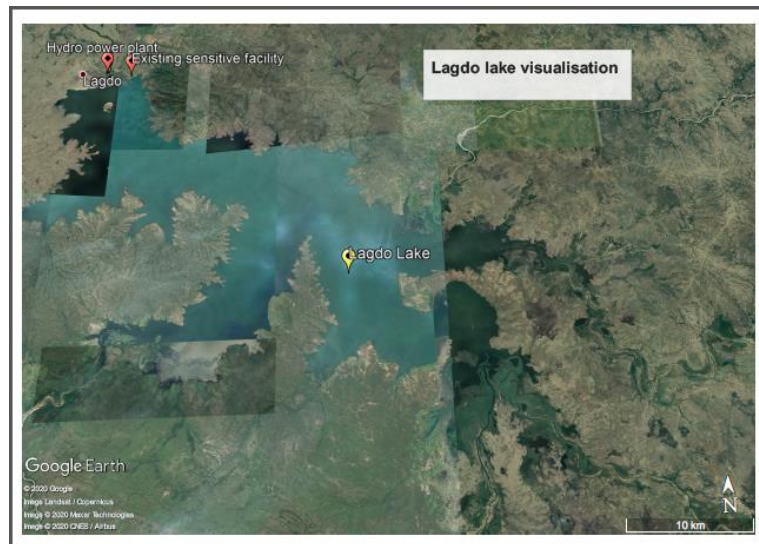 Hydro power plant
Existing sensitive facility
Lagdo
Lagdo lake visualisation
Lagdo Lake
Google Earth
© 2020 Google
Image Landsat / Copernicus
Image © 2020 Maxar Technologies
Image © 2020 CNES / Airbus
N
10 km